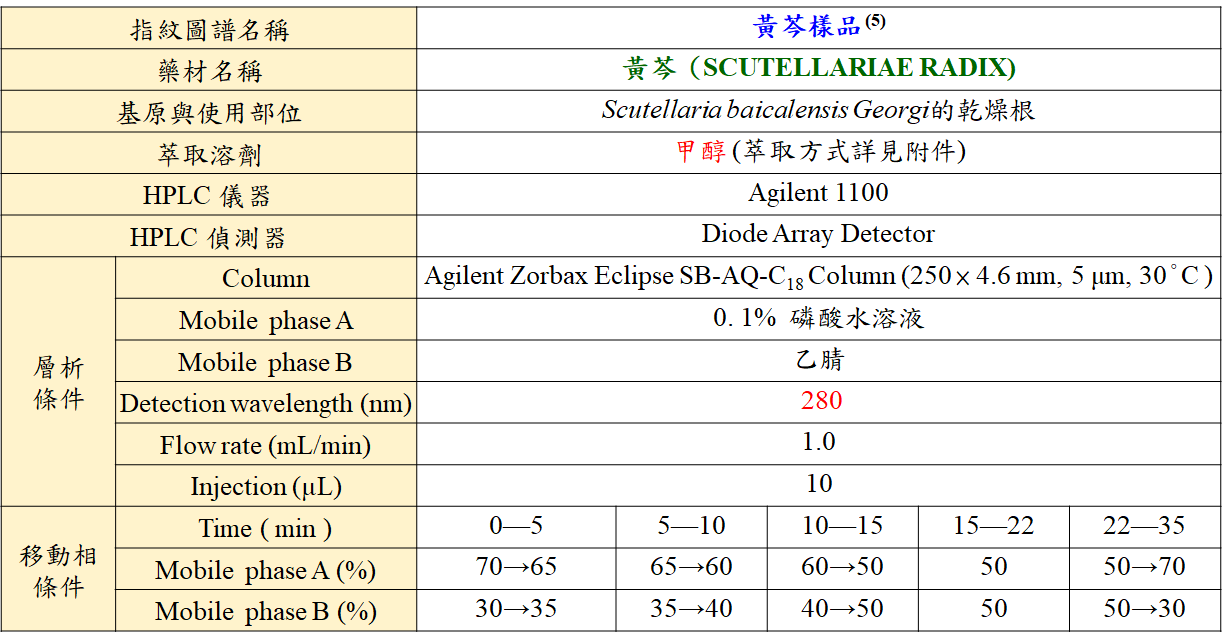 指紋圖譜名稱 黃芩樣品(5)
藥材名稱 黃芩（SCUTELLARIAE RADIX)
基原與使用部位 Scutellaria baicalensis Georgi的乾燥根
萃取溶劑 甲醇(萃取方式詳見附件)
HPLC 儀器 Agilent 1100
HPLC 偵測器 Diode Array Detector
層析
條件
Column Agilent Zorbax Eclipse SB-AQ-C18 Column (250 × 4.6 mm, 5 μm, 30˚C )
Mobile phase A 0. 1% 磷酸水溶液
Mobile phase B 乙腈
Detection wavelength (nm) 280
Flow rate (mL/min) 1.0
Injection (μL) 10
移動相
條件
Time ( min ) 0—5 5—10 10—15 15—22 22—35
Mobile phase A (%) 70→65 65→60 60→50 50 50→70
Mobile phase B (%) 30→35 35→40 40→50 50 50→30